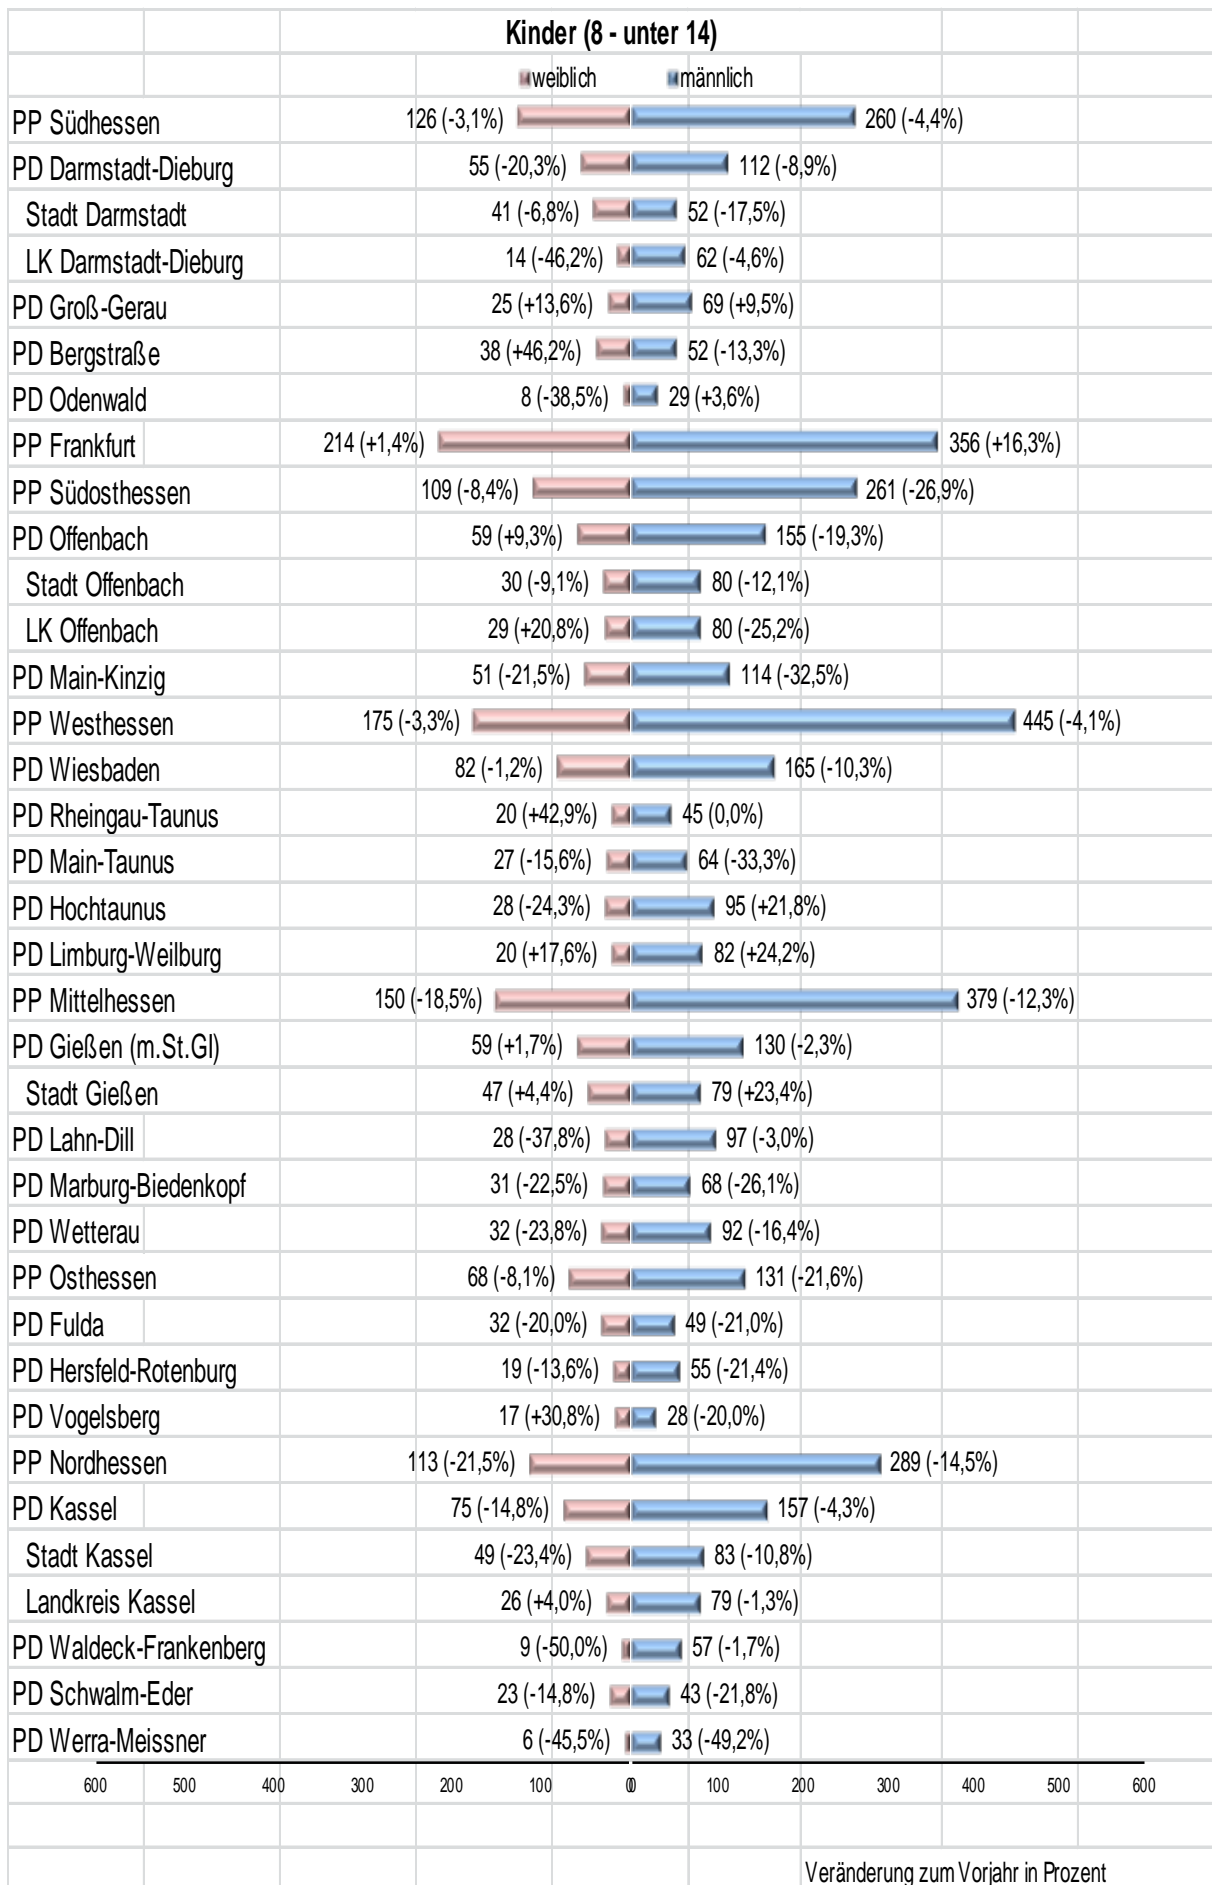 Kinder (8 - unter 14)
weiblich männlich
PP Südhessen 126 (-3,1%) 260 (-4,4%)
PD Darmstadt-Dieburg 55 (-20,3%) 112 (-8,9%)
Stadt Darmstadt 41 (-6,8%) 52 (-17,5%)
LK Darmstadt-Dieburg 14 (-46,2%) 62 (-4,6%)
PD Groß-Gerau 25 (+13,6%) 69 (+9,5%)
PD Bergstraße 38 (+46,2%) 52 (-13,3%)
PD Odenwald 8 (-38,5%) 29 (+3,6%)
PP Frankfurt 214 (+1,4%) 356 (+16,3%)
PP Südosthessen 109 (-8,4%) 261 (-26,9%)
PD Offenbach 59 (+9,3%) 155 (-19,3%)
Stadt Offenbach 30 (-9,1%) 80 (-12,1%)
LK Offenbach 29 (+20,8%) 80 (-25,2%)
PD Main-Kinzig 51 (-21,5%) 114 (-32,5%)
PP Westhessen 175 (-3,3%) 445 (-4,1%)
PD Wiesbaden 82 (-1,2%) 165 (-10,3%)
PD Rheingau-Taunus 20 (+42,9%) 45 (0,0%)
PD Main-Taunus 27 (-15,6%) 64 (-33,3%)
PD Hochtaunus 28 (-24,3%) 95 (+21,8%)
PD Limburg-Weilburg 20 (+17,6%) 82 (+24,2%)
PP Mittelhessen 150 (-18,5%) 379 (-12,3%)
PD Gießen (m.St.GI) 59 (+1,7%) 130 (-2,3%)
Stadt Gießen 47 (+4,4%) 79 (+23,4%)
PD Lahn-Dill 28 (-37,8%) 97 (-3,0%)
PD Marburg-Biedenkopf 31 (-22,5%) 68 (-26,1%)
PD Wetterau 32 (-23,8%) 92 (-16,4%)
PP Osthessen 68 (-8,1%) 131 (-21,6%)
PD Fulda 32 (-20,0%) 49 (-21,0%)
PD Hersfeld-Rotenburg 19 (-13,6%) 55 (-21,4%)
PD Vogelsberg 17 (+30,8%) 28 (-20,0%)
PP Nordhessen 113 (-21,5%) 289 (-14,5%)
PD Kassel 75 (-14,8%) 157 (-4,3%)
Stadt Kassel 49 (-23,4%) 83 (-10,8%)
Landkreis Kassel 26 (+4,0%) 79 (-1,3%)
PD Waldeck-Frankenberg 9 (-50,0%) 57 (-1,7%)
PD Schwalm-Eder 23 (-14,8%) 43 (-21,8%)
PD Werra-Meissner 6 (-45,5%) 33 (-49,2%)
600 500 400 300 200 100 0 0 100 200 300 400 500 600
Veränderung zum Vorjahr in Prozent